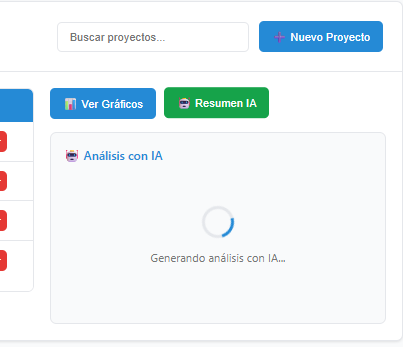 Buscar proyectos...
Nuevo Proyecto
Ver Gráficos
Resumen IA
Análisis con IA
Generando análisis con IA...